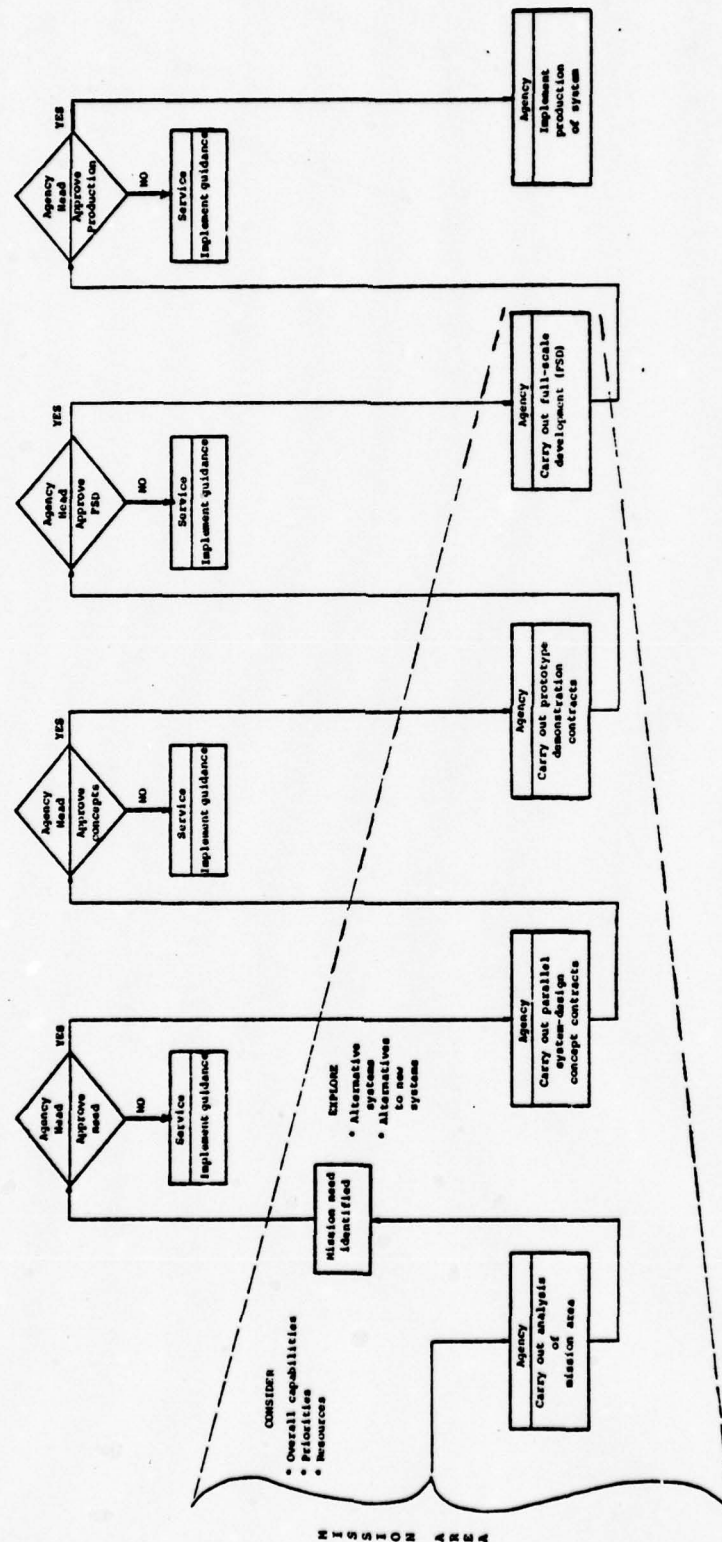 MISSION AREA
CONSIDER
• Overall capabilities
• Priorities
• Resources
Agency
Carry out analysis
of
mission area
Mission need
identified
Agency
Head
Approve
need
YES
NO
Service
Implement guidance
EXPLORE
• Alternative
systems
• Alternatives
to new
systems
Agency
Carry out parallel
system-design
concept contracts
Agency
Head
Approve
concepts
YES
NO
Service
Implement guidance
Agency
Carry out prototype
demonstration
contracts
Agency
Head
Approve
FSD
YES
NO
Service
Implement guidance
Agency
Carry out full-scale
development (FSD)
Agency
Head
Approve
Production
YES
NO
Service
Implement guidance
Agency
Implement
production
of system